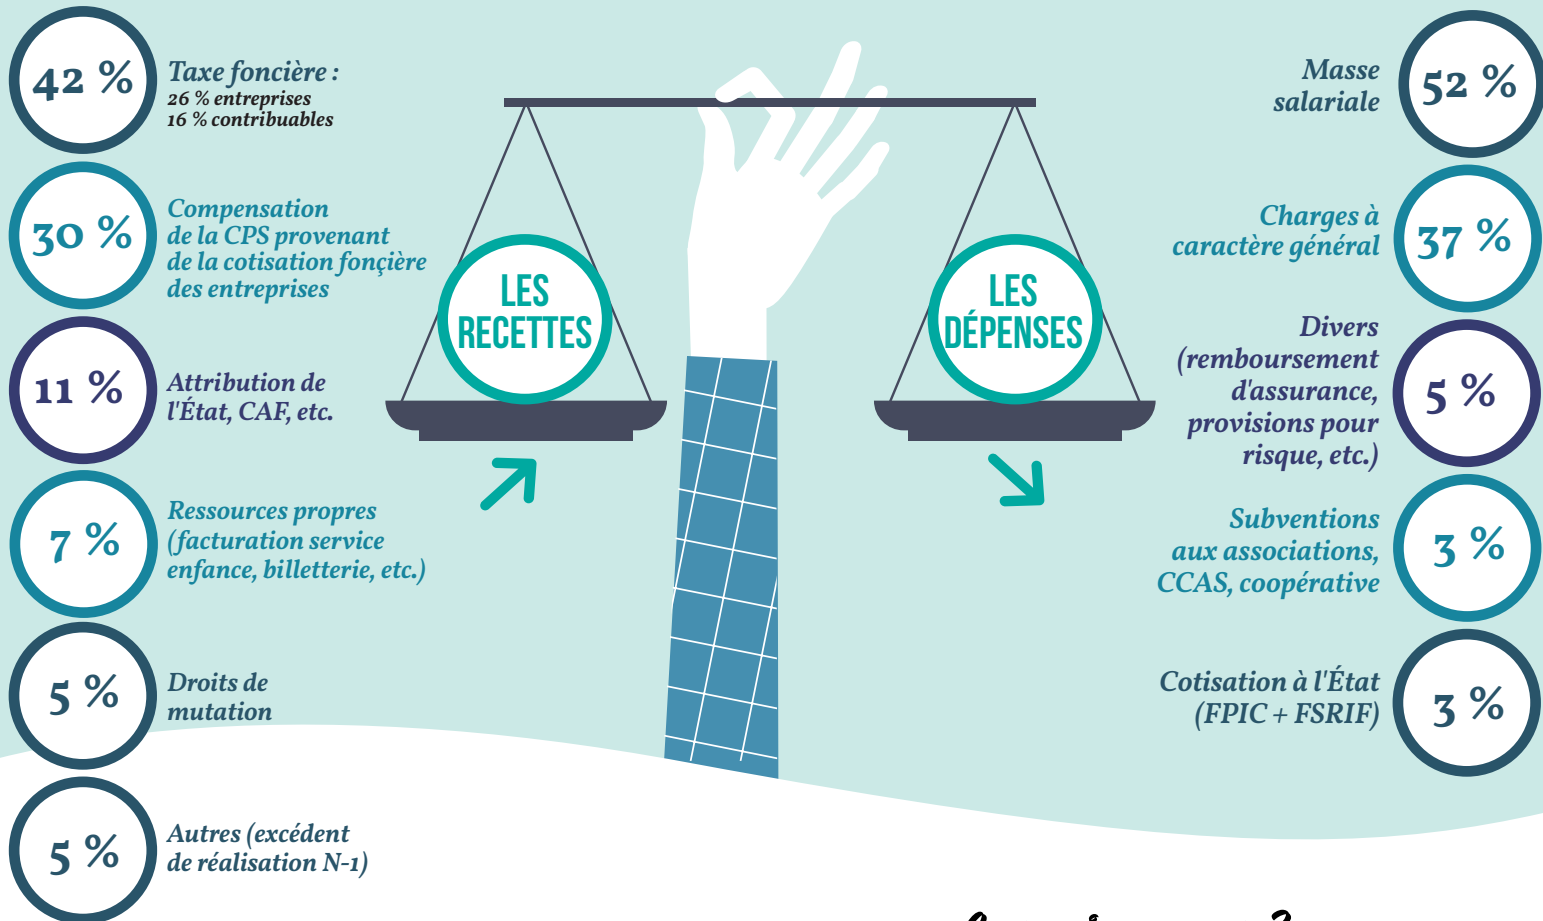 42 %
Taxe foncière :
26 % entreprises
16 % contribuables
30 %
Compensation
de la CPS provenant
de la cotisation fonçière
des entreprises
11 %
Attribution de
l'État, CAF, etc.
7 %
Ressources propres
(facturation service
enfance, billetterie, etc.)
5 %
Droits de
mutation
5 %
Autres (excédent
de réalisation N-1)
LES
RECETTES
LES
DÉPENSES
Masse
salariale
52 %
Charges à
caractère général
37 %
Divers
(remboursement
d'assurance,
provisions pour
risque, etc.)
5 %
Subventions
aux associations,
CCAS, coopérative
3 %
Cotisation à l'État
(FPIC + FSRIF)
3 %